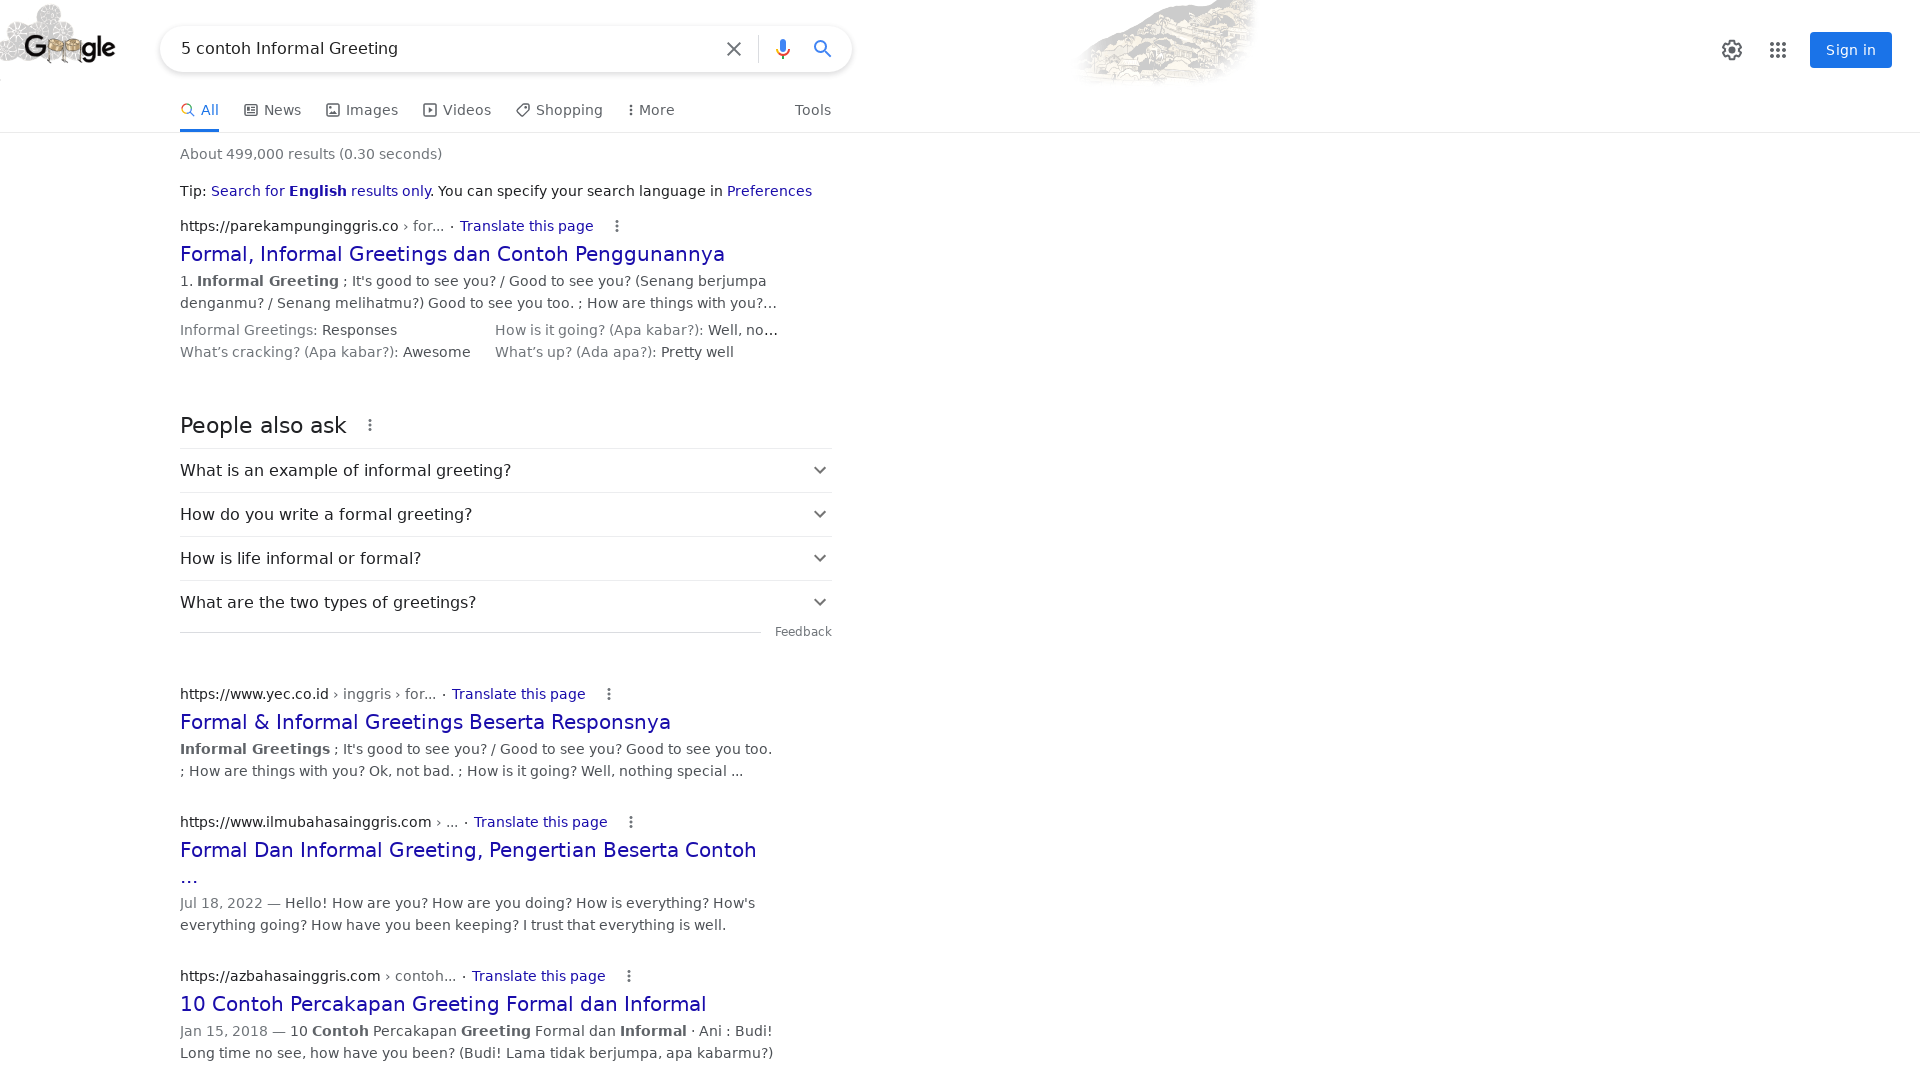 Google
5 contoh Informal Greeting
Sign in
All
News
Images
Videos
Shopping
More
Tools
About 499,000 results (0.30 seconds)
Tip: Search for English results only. You can specify your search language in Preferences
https://parekampunginggris.co › for... · Translate this page
Formal, Informal Greetings dan Contoh Penggunannya
1. Informal Greeting ; It's good to see you? / Good to see you? (Senang berjumpa
denganmu? / Senang melihatmu?) Good to see you too. ; How are things with you?...
Informal Greetings: Responses
How is it going? (Apa kabar?): Well, no...
What’s cracking? (Apa kabar?): Awesome
What’s up? (Ada apa?): Pretty well
People also ask
What is an example of informal greeting?
How do you write a formal greeting?
How is life informal or formal?
What are the two types of greetings?
Feedback
https://www.yec.co.id › inggris › for... · Translate this page
Formal & Informal Greetings Beserta Responsnya
Informal Greetings ; It's good to see you? / Good to see you? Good to see you too.
; How are things with you? Ok, not bad. ; How is it going? Well, nothing special ...
https://www.ilmubahasainggris.com › ... · Translate this page
Formal Dan Informal Greeting, Pengertian Beserta Contoh
...
Jul 18, 2022 — Hello! How are you? How are you doing? How is everything? How's
everything going? How have you been keeping? I trust that everything is well.
https://azbahasainggris.com › contoh... · Translate this page
10 Contoh Percakapan Greeting Formal dan Informal
Jan 15, 2018 — 10 Contoh Percakapan Greeting Formal dan Informal · Ani : Budi!
Long time no see, how have you been? (Budi! Lama tidak berjumpa, apa kabarmu?)